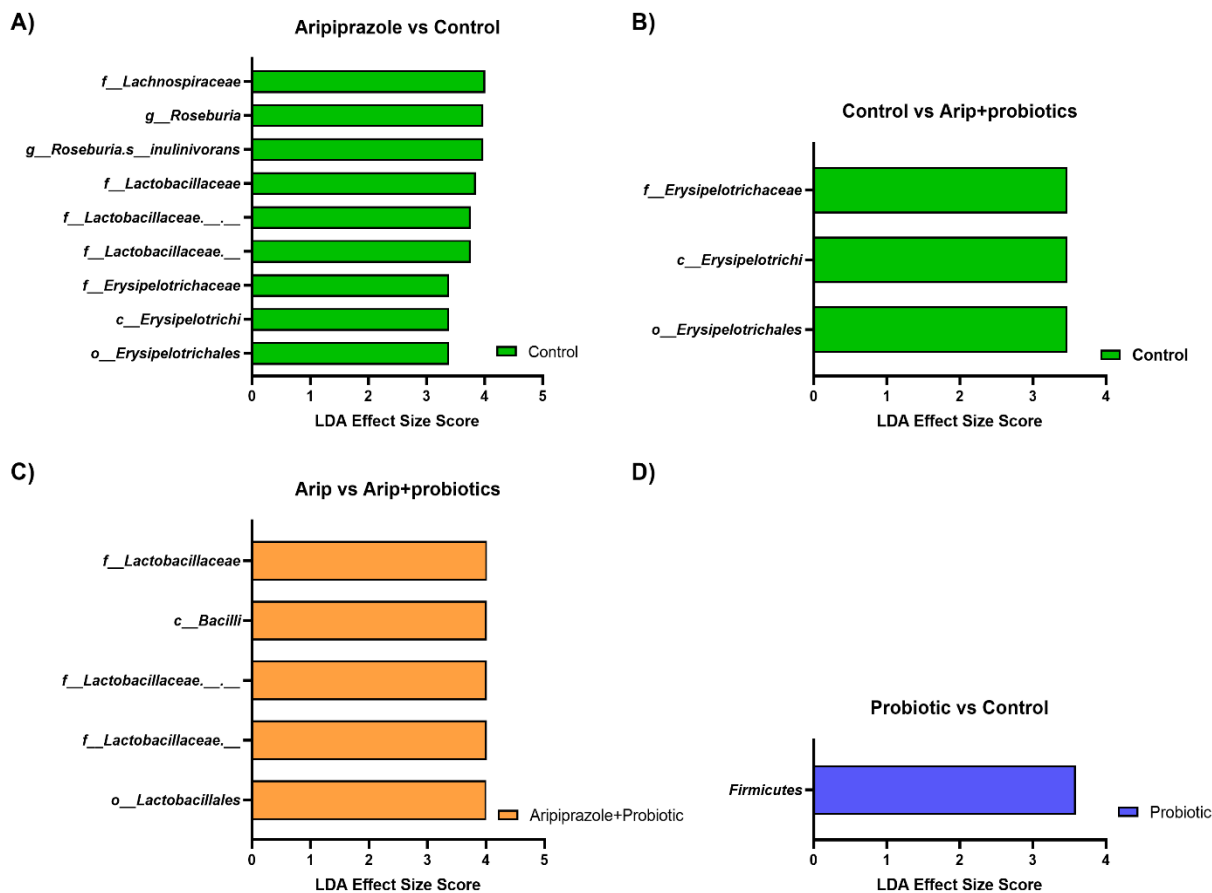 A)
Aripiprazole vs Control
f__Lachnospiraceae
g__Roseburia
g__Roseburia.s__inulinivorans
f__Lactobacillaceae
f__Lactobacillaceae.__.__
f__Lactobacillaceae.__
f__Erysipelotrichaceae
c__Erysipelotrichi
o__Erysipelotrichales
Control
0 1 2 3 4 5
LDA Effect Size Score
B)
Control vs Arip+probiotics
f__Erysipelotrichaceae
c__Erysipelotrichi
o__Erysipelotrichales
Control
0 1 2 3 4
LDA Effect Size Score
C)
Arip vs Arip+probiotics
f__Lactobacillaceae
c__Bacilli
f__Lactobacillaceae.__.__
f__Lactobacillaceae.__
o__Lactobacillales
Aripiprazole+Probiotic
0 1 2 3 4 5
LDA Effect Size Score
D)
Probiotic vs Control
Firmicutes
Probiotic
0 1 2 3 4
LDA Effect Size Score